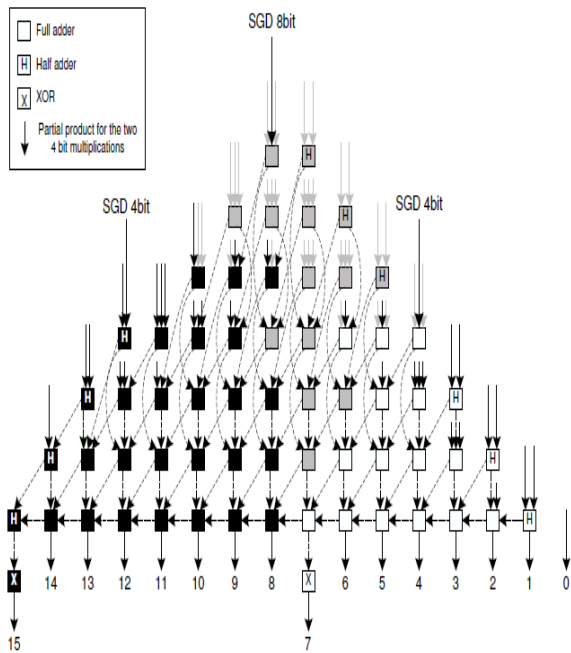 SGD 8bit
Full adder
H Half adder
X XOR
Partial product for the two
4 bit multiplications
H
SGD 4bit
SGD 4bit
H
H
H
H
H
H
H
H
H
X 14 13 12 11 10 9 8 X 6 5 4 3 2 1 0
15 7